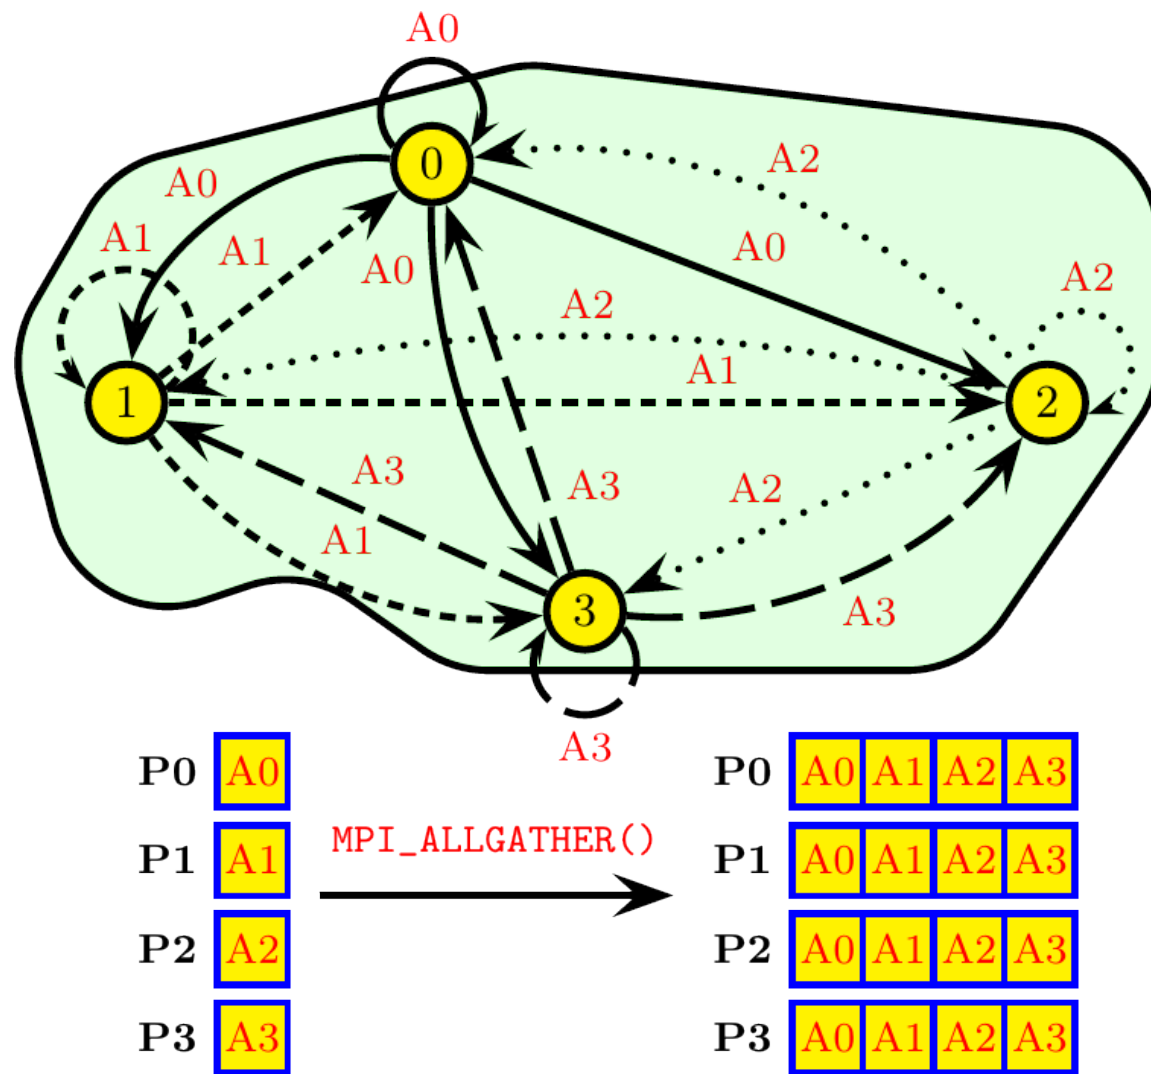 A0
A0
0
A2
A1
A1
A0
A0
A2
A2
1
A1
2
A3
A3
A2
A1
3
A3
A3
P0 A0 P0 A0 A1 A2 A3
MPI_ALLGATHER()
P1 A1 P1 A0 A1 A2 A3
P2 A2 P2 A0 A1 A2 A3
P3 A3 P3 A0 A1 A2 A3